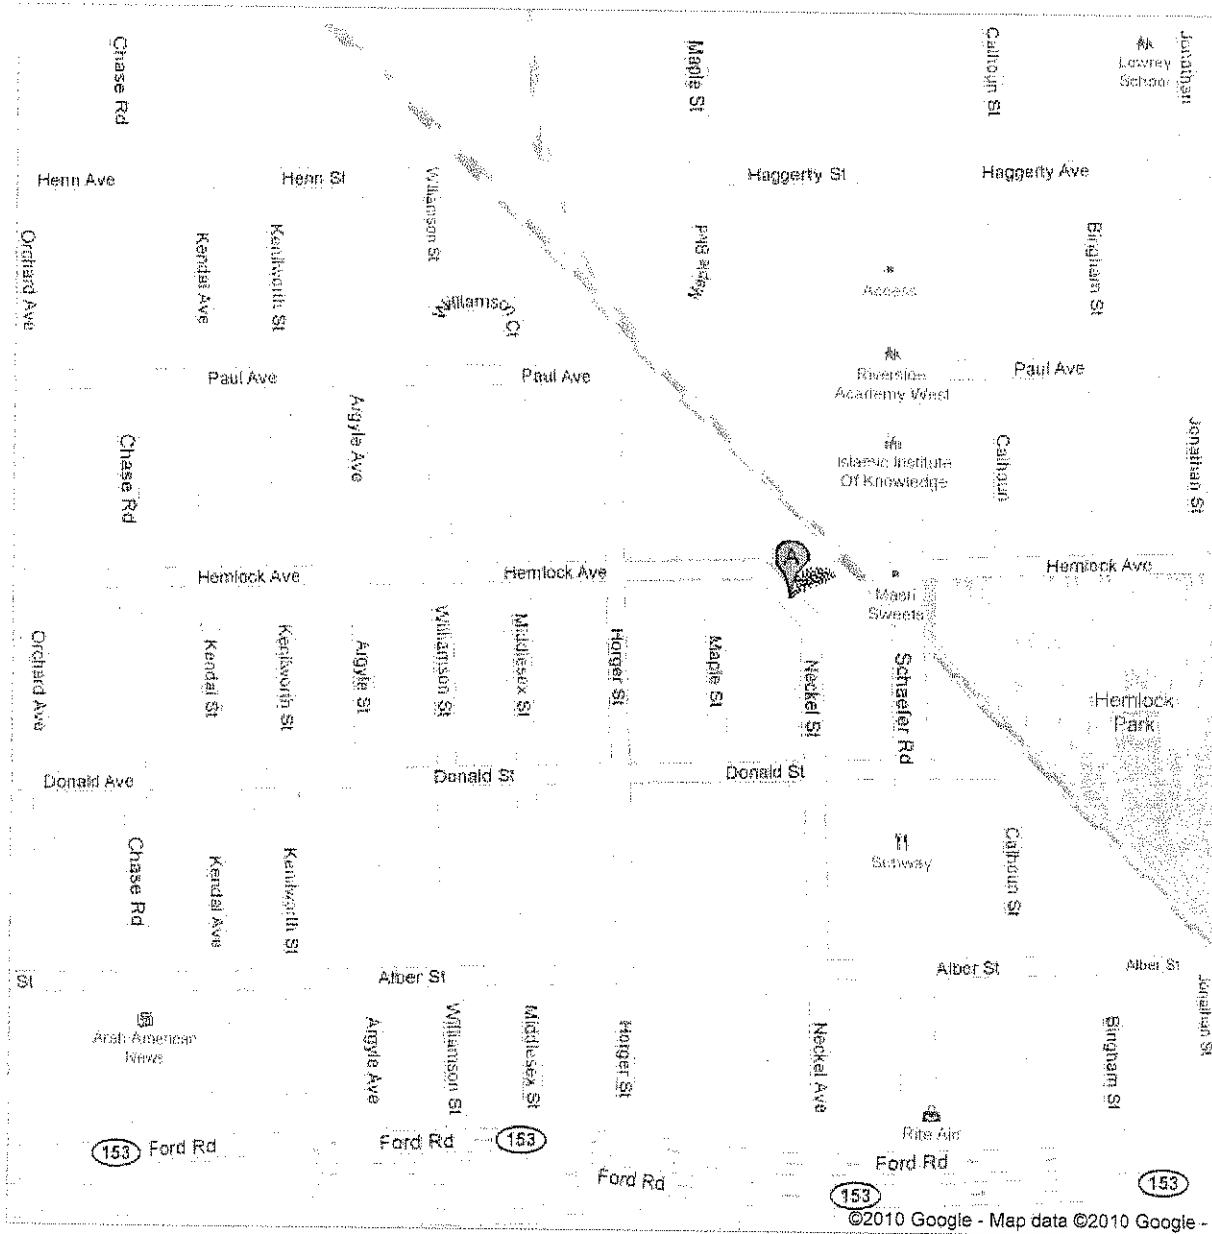 Chase Rd
Maple St
Calhoun St
Lowrey
School
Jonathan
Henn Ave
Henn St
Williamson St
Haggerty St
Haggerty Ave
Orchard Ave
Kendal Ave
Kenilworth St
Maple Blvd
Access
Bingham St
Williamson Ct
Paul Ave
Paul Ave
Riverside
Academy West
Paul Ave
Chase Rd
Argyle Ave
Islamic Institute
Of Knowledge
Calhoun
Jonathan St
A
Hemlock Ave
Hemlock Ave
Hemlock Ave
Masri
Sweets
Orchard Ave
Kendal St
Kenilworth St
Argyle St
Williamson St
Middlesex St
Horger St
Maple St
Neckel St
Schaefer Rd
Hemlock
Park
Donald Ave
Donald St
Donald St
Chase Rd
Kendal Ave
Kenilworth St
Subway
Calhoun St
St
Alber St
Alber St
Alber St
Arab American
News
Argyle Ave
Williamson St
Middlesex St
Horger St
Neckel Ave
Bingham St
Jonathan St
Rite Aid
153 Ford Rd
Ford Rd 153
Ford Rd
Ford Rd
153
153
©2010 Google - Map data ©2010 Google -